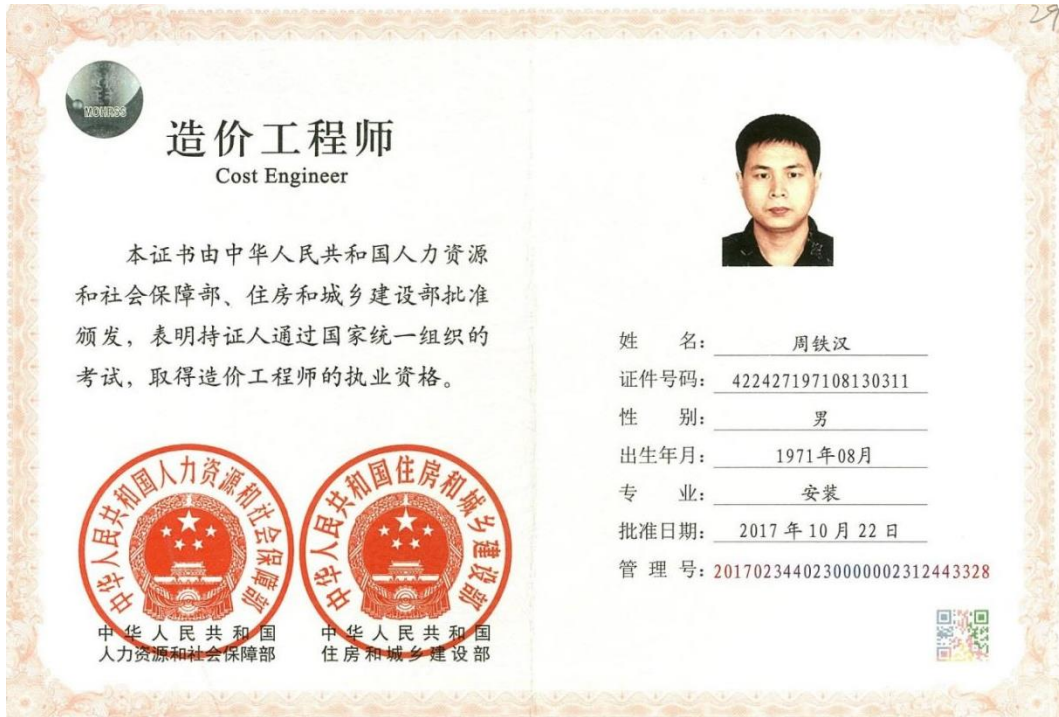 29
MOHRSS
造价工程师
Cost Engineer
本证书由中华人民共和国人力资源
和社会保障部、住房和城乡建设部批准
颁发，表明持证人通过国家统一组织的
考试，取得造价工程师的执业资格。
中华人民共和国人力资源和社会保障部
中华人民共和国
人力资源和社会保障部
中华人民共和国住房和城乡建设部
中华人民共和国
住房和城乡建设部
姓 名： 周铁汉
证件号码： 422427197108130311
性 别： 男
出生年月： 1971年08月
专 业： 安装
批准日期： 2017 年 10 月 22 日
管 理 号：2017023440230000002312443328